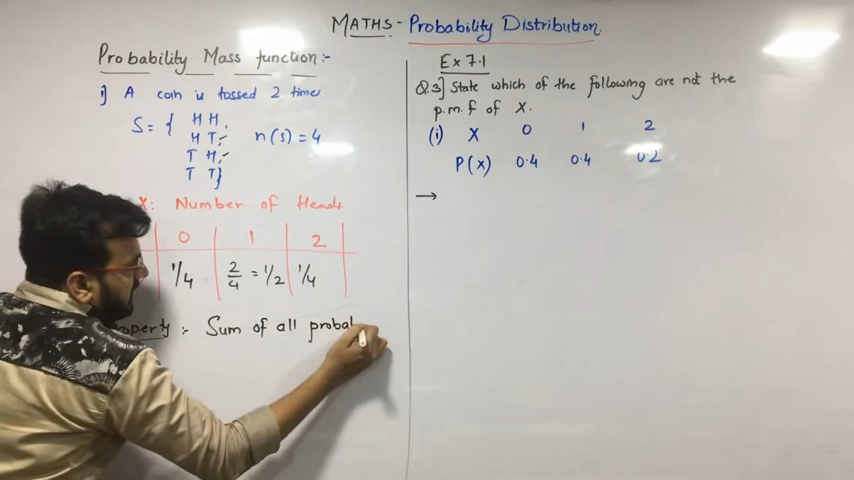 MATHS - Probability Distribution.
Probability Mass function :-
i) A coin is tossed 2 times
S = { HH,
HT,
TH,
TT}
n(s) = 4
X: Number of Heads
0 1 2
1/4 2/4 = 1/2 1/4
Property :- Sum of all probab
Ex 7.1
Q.3] State which of the following are not the
p.m.f of X.
(i) X 0 1 2
P(x) 0.4 0.4 0.2
→